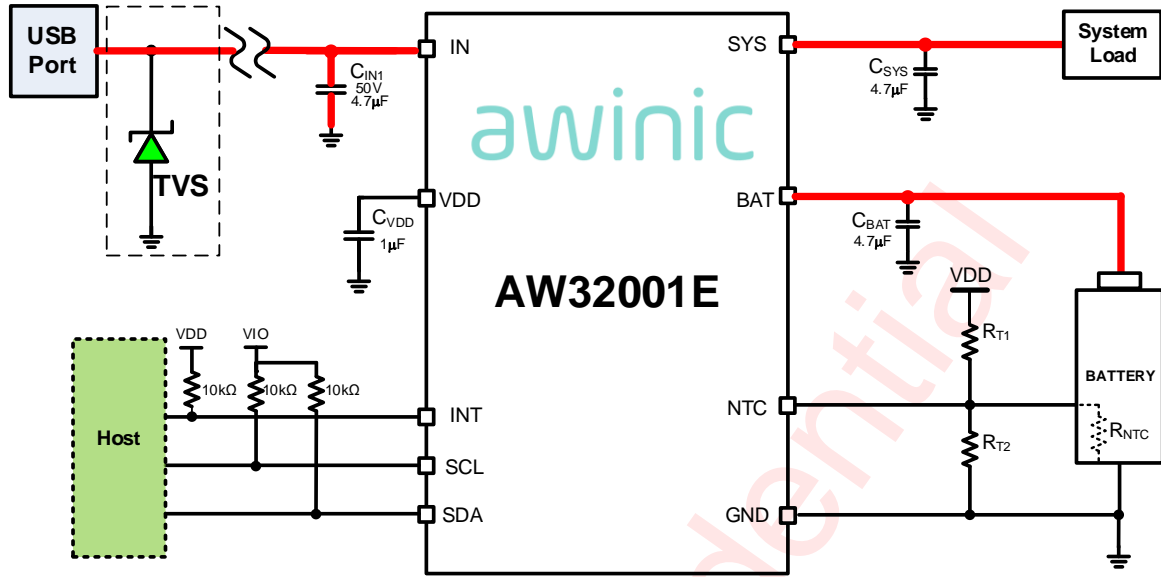 USB
Port
IN
SYS
System
Load
CIN1
50V
4.7μF
CSYS
4.7μF
awinic
TVS
VDD
BAT
CVDD
1μF
CBAT
4.7μF
AW32001E
VDD
RT1
BATTERY
VDD
VIO
10kΩ
10kΩ
10kΩ
Host
INT
NTC
RNTC
RT2
SCL
SDA
GND